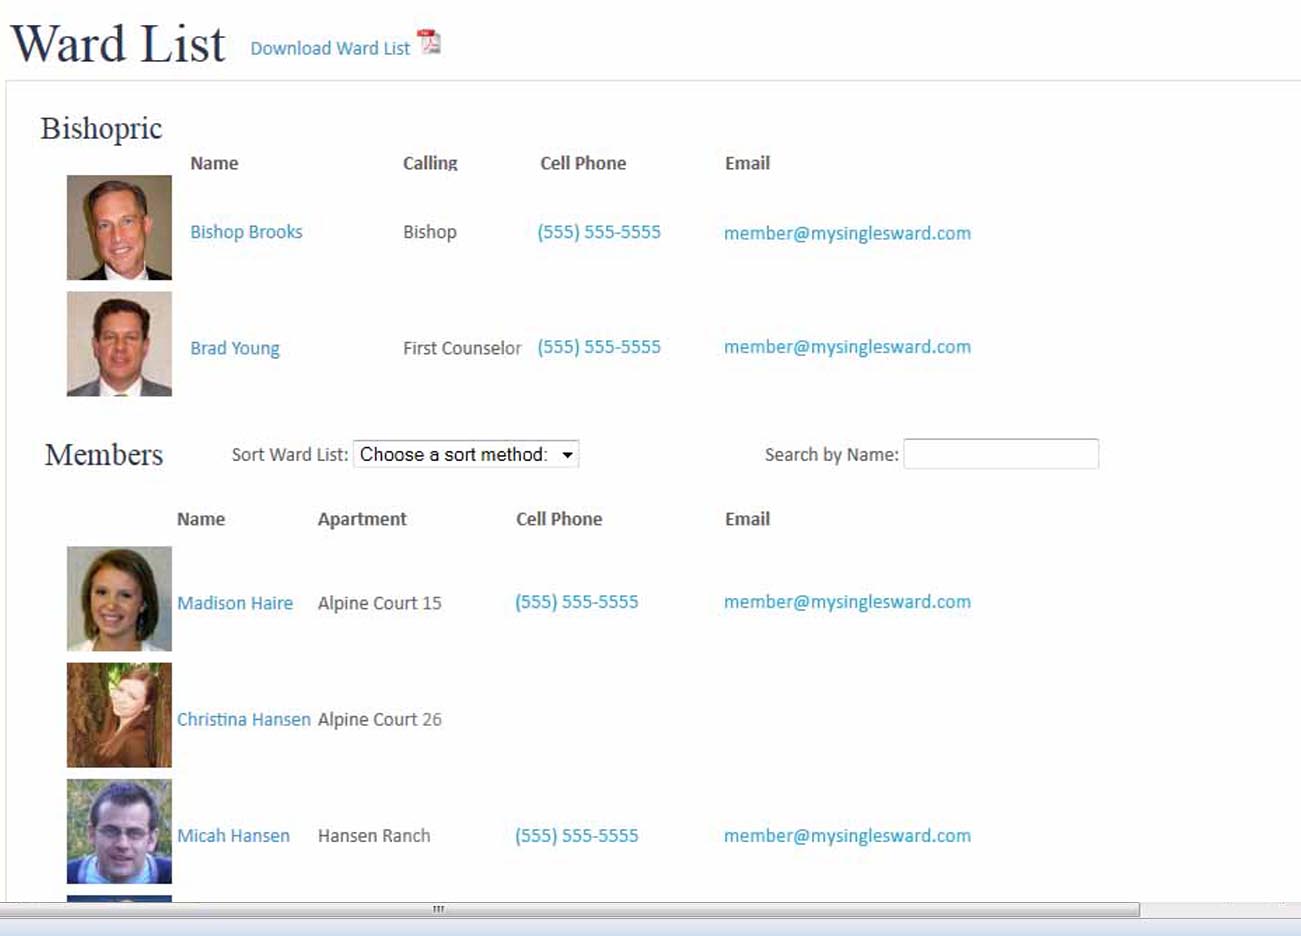 Ward List Download Ward List
Bishopric
Name Calling Cell Phone Email
Bishop Brooks Bishop (555) 555-5555 member@mysinglesward.com
Brad Young First Counselor (555) 555-5555 member@mysinglesward.com
Members Sort Ward List: Choose a sort method: Search by Name:
Name Apartment Cell Phone Email
Madison Haire Alpine Court 15 (555) 555-5555 member@mysinglesward.com
Christina Hansen Alpine Court 26
Micah Hansen Hansen Ranch (555) 555-5555 member@mysinglesward.com